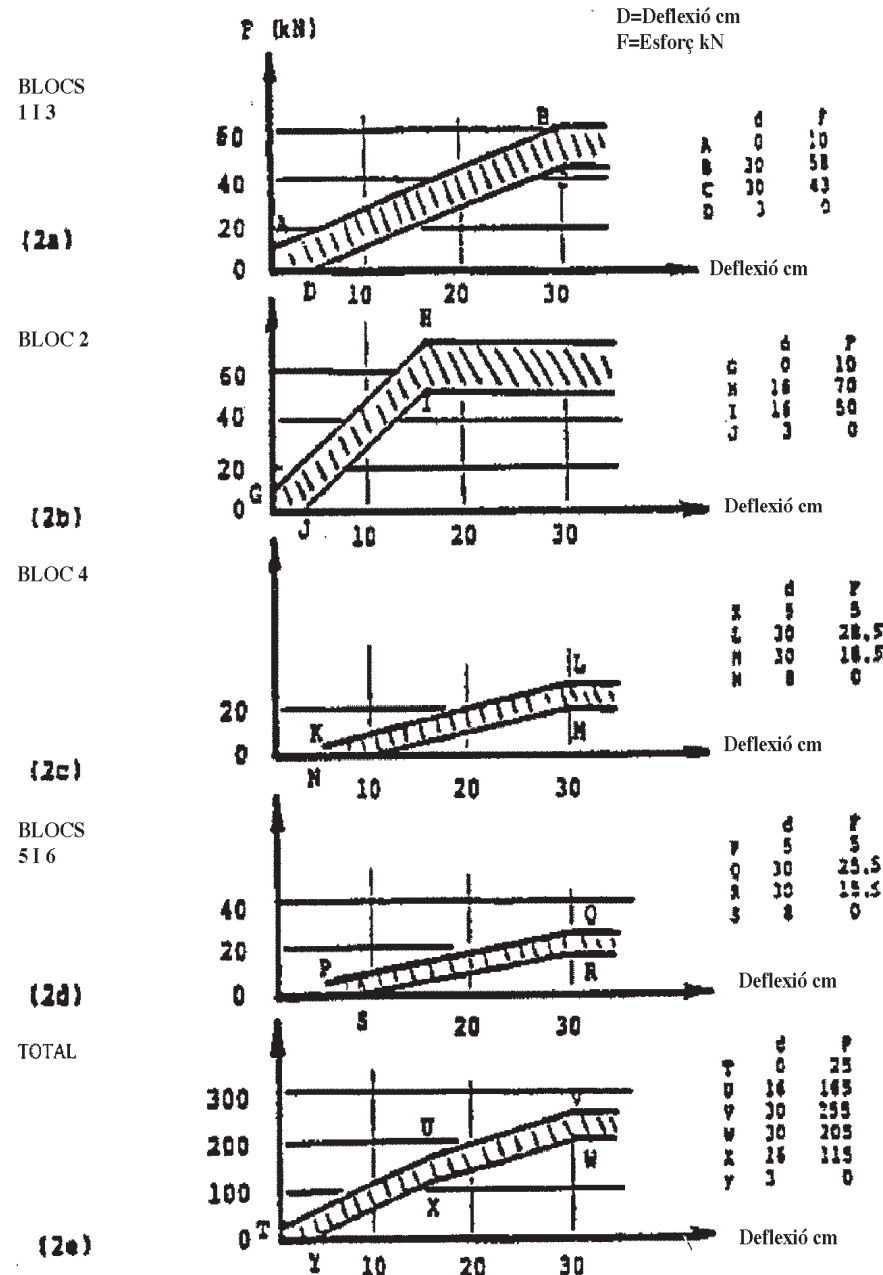 D=Deflexió cm
F=Esforç kN
F (kN)
BLOCS
1 I 3
60
40
20
0
A
B
D
10
20
30
Deflexió cm
(2a)
d F
A 0 10
B 30 58
C 30 43
D 3 0
BLOC 2
60
40
20
0
G
H
I
J
10
20
30
Deflexió cm
(2b)
d F
G 0 10
H 16 70
I 16 50
J 3 0
BLOC 4
20
0
K
L
M
N
10
20
30
Deflexió cm
(2c)
d F
K 5 5
L 30 28,5
M 30 18,5
N 8 0
BLOCS
5 I 6
40
20
0
P
Q
R
S
20
30
Deflexió cm
(2d)
d F
P 5 5
Q 30 25,5
R 30 15,5
S 8 0
TOTAL
300
200
100
0
T
U
V
W
X
Y
10
20
30
Deflexió cm
(2e)
d F
T 0 25
U 16 165
V 30 255
W 30 205
X 16 115
Y 3 0